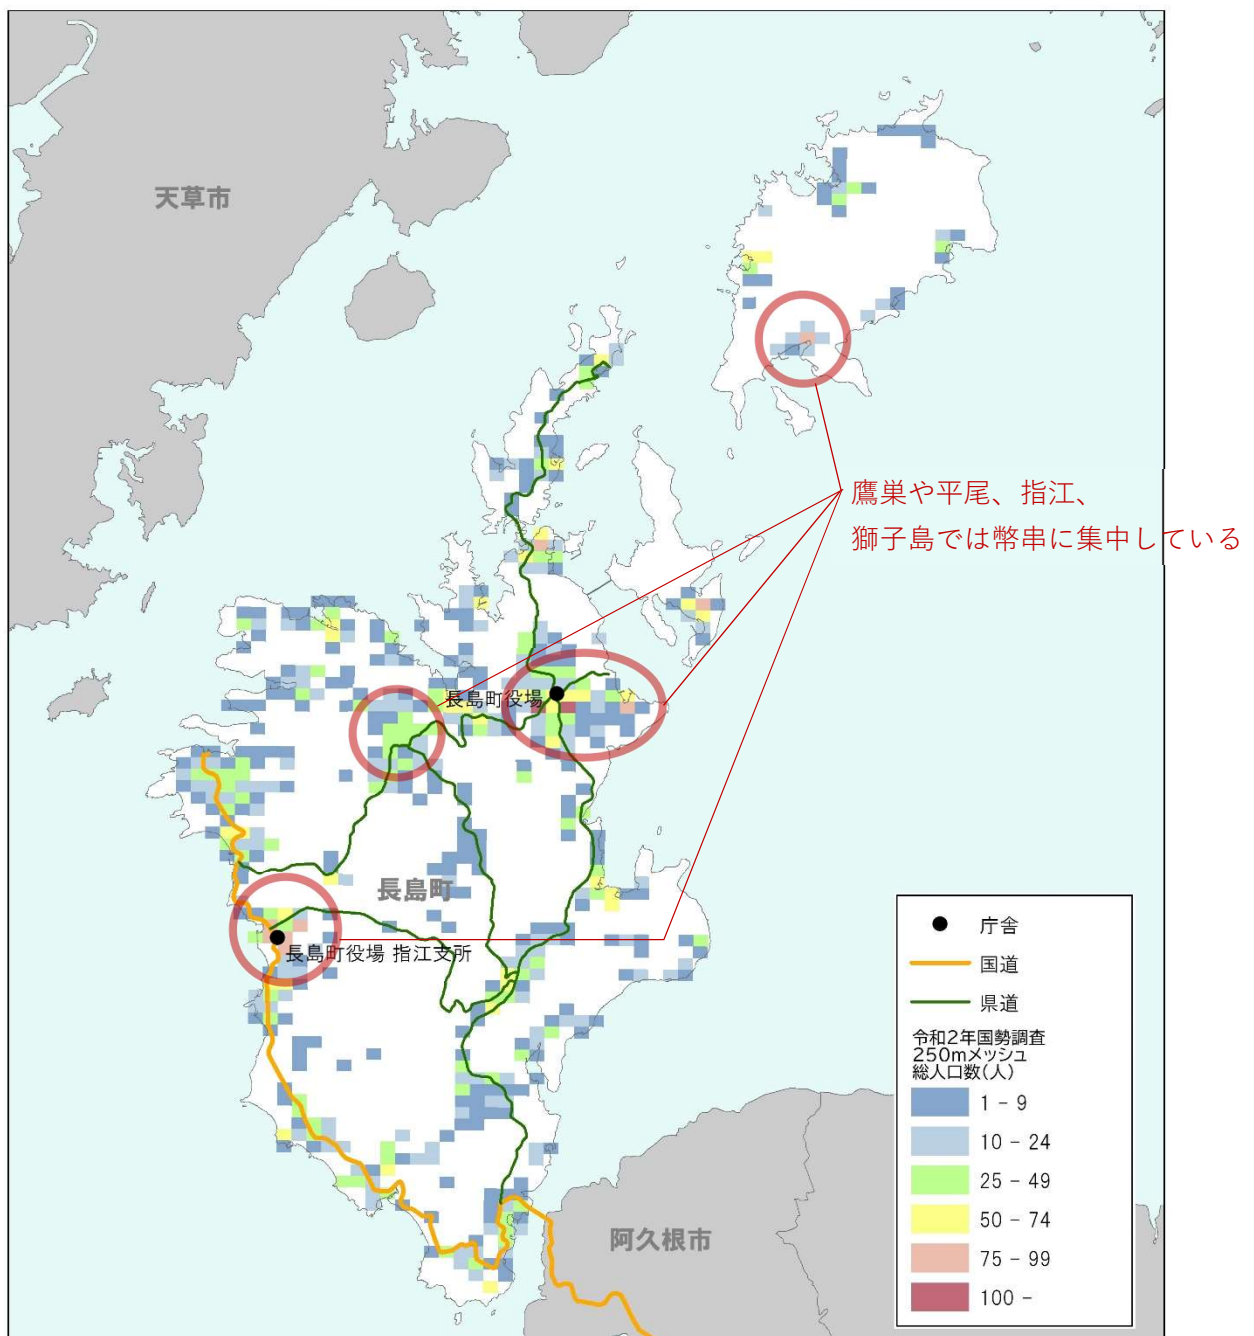 天草市
鷹巣や平尾、指江、
獅子島では幣串に集中している
長島町役場
長島町
長島町役場 指江支所
阿久根市
庁舎
国道
県道
令和2年国勢調査
250mメッシュ
総人口数(人)
1 - 9
10 - 24
25 - 49
50 - 74
75 - 99
100 -